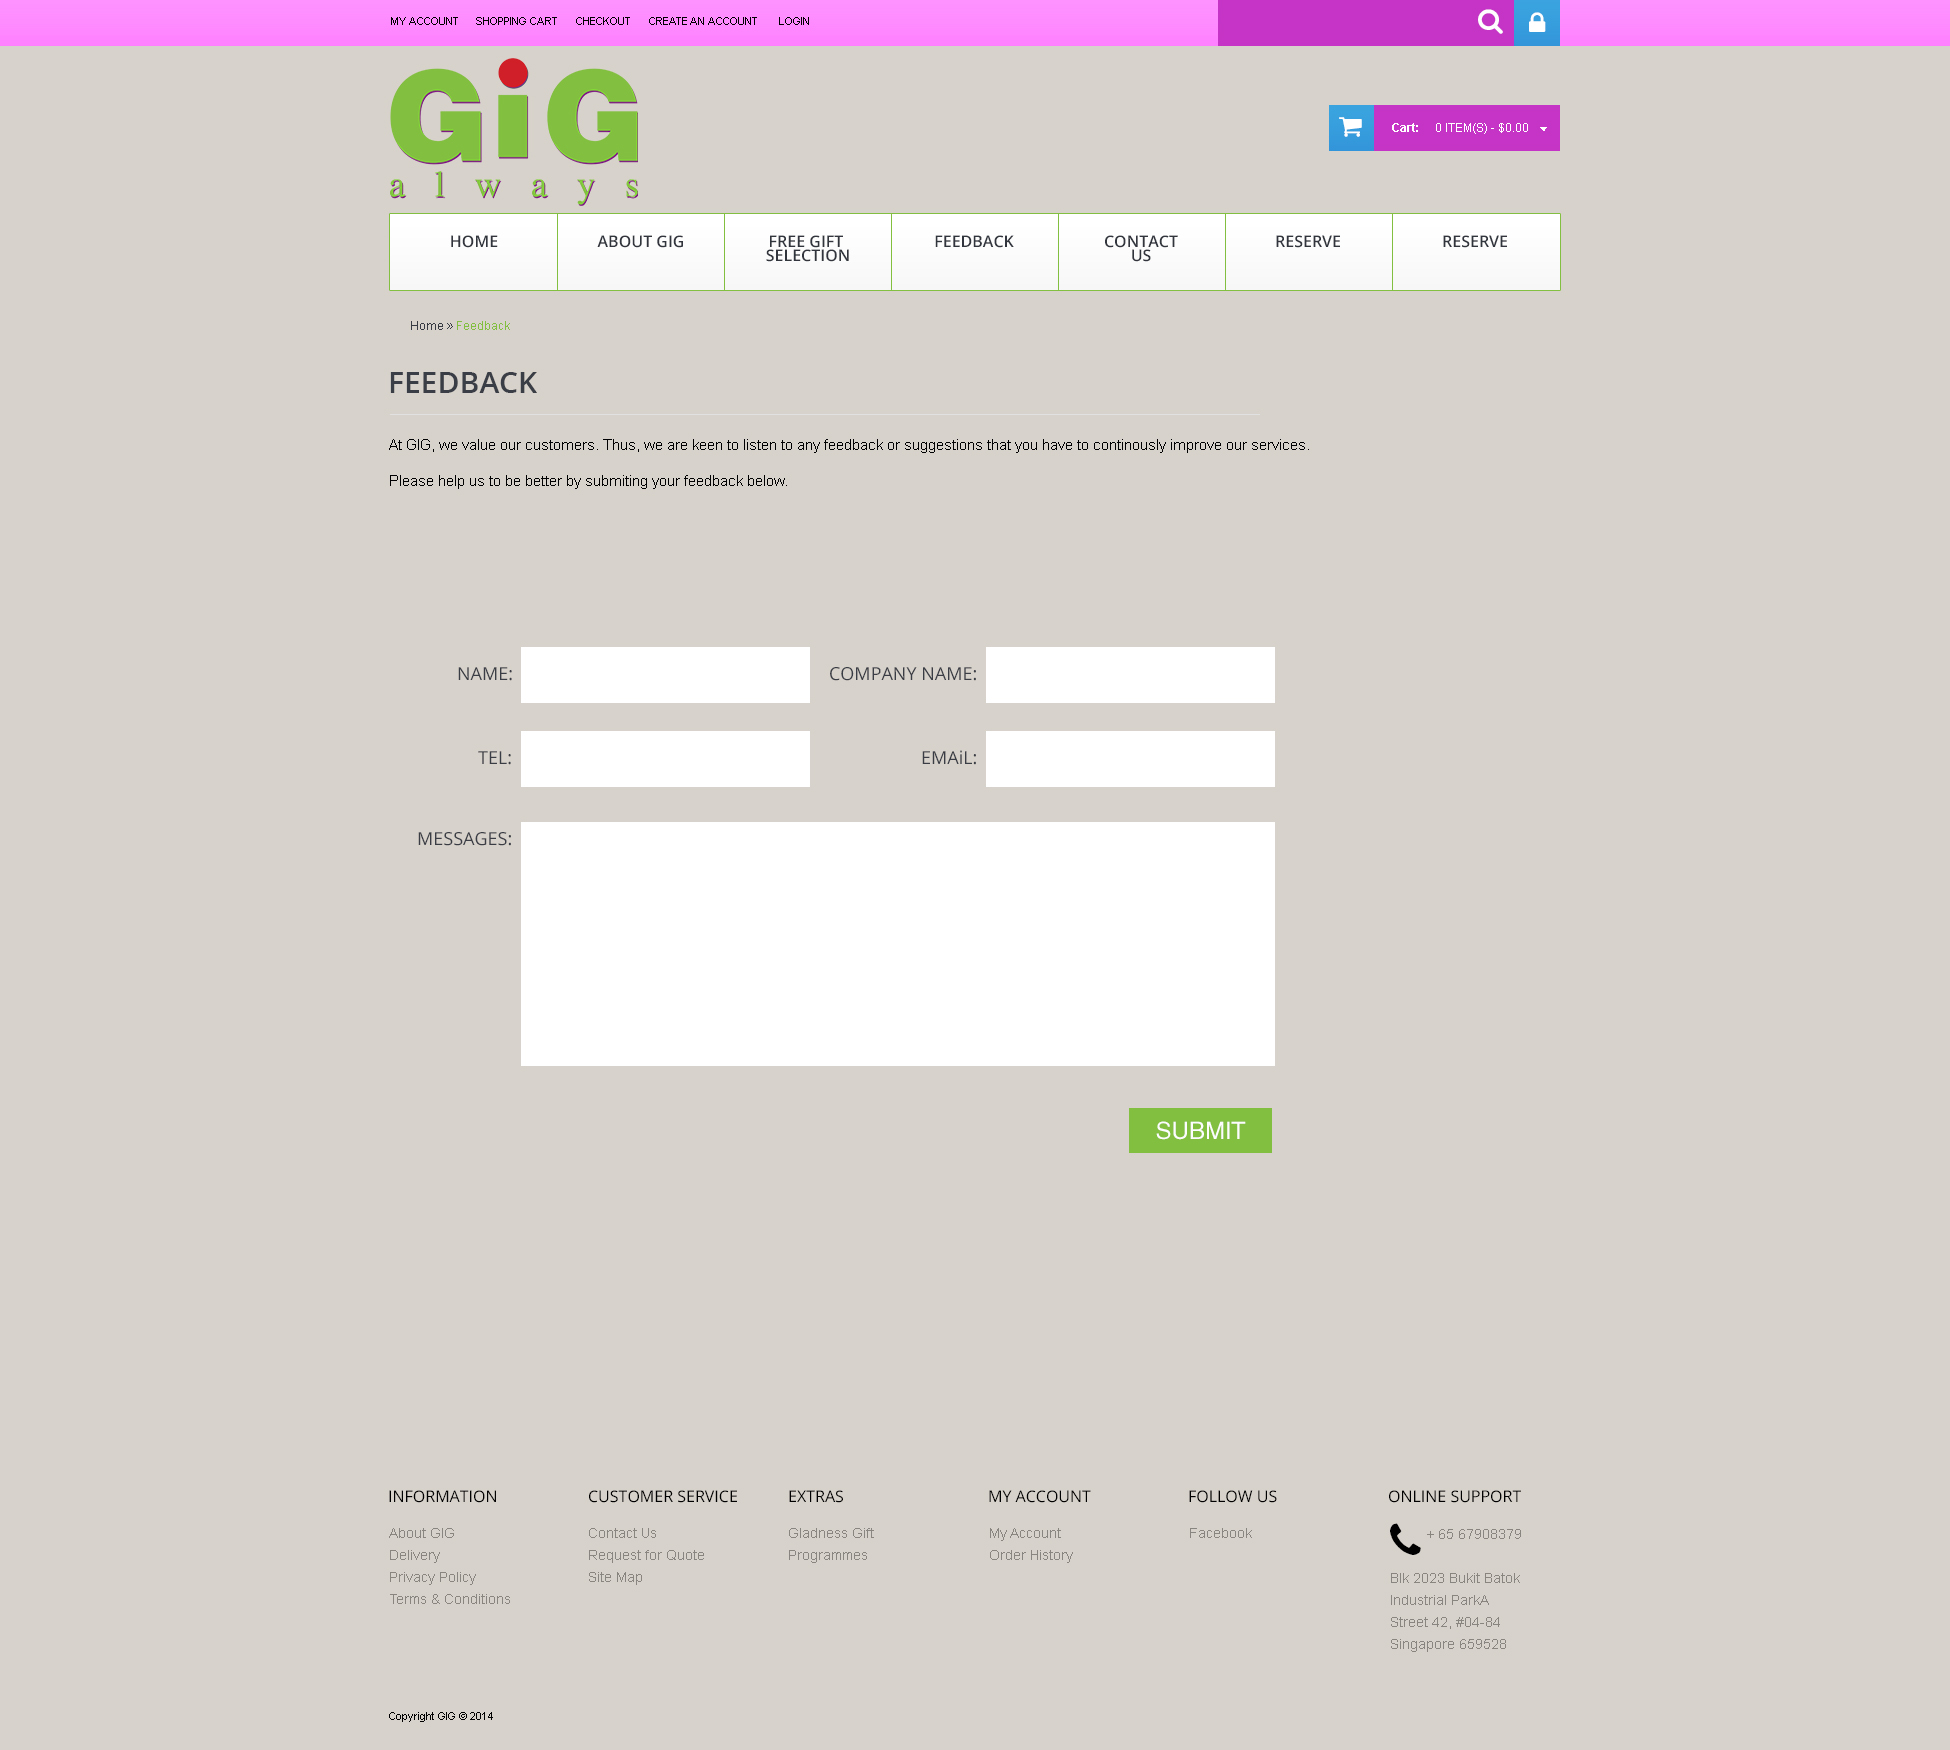 MY ACCOUNT SHOPPING CART CHECKOUT CREATE AN ACCOUNT LOGIN
GiG
always
Cart: 0 ITEM(S) - $0.00
HOME
ABOUT GIG
FREE GIFT
SELECTION
FEEDBACK
CONTACT
US
RESERVE
RESERVE
Home » Feedback
FEEDBACK
At GIG, we value our customers. Thus, we are keen to listen to any feedback or suggestions that you have to continously improve our services.
Please help us to be better by submiting your feedback below.
NAME:
COMPANY NAME:
TEL:
EMAiL:
MESSAGES:
SUBMIT
INFORMATION
About GIG
Delivery
Privacy Policy
Terms & Conditions
CUSTOMER SERVICE
Contact Us
Request for Quote
Site Map
EXTRAS
Gladness Gift
Programmes
MY ACCOUNT
My Account
Order History
FOLLOW US
Facebook
ONLINE SUPPORT
+ 65 67908379
Blk 2023 Bukit Batok
Industrial ParkA
Street 42, #04-84
Singapore 659528
Copyright GIG © 2014